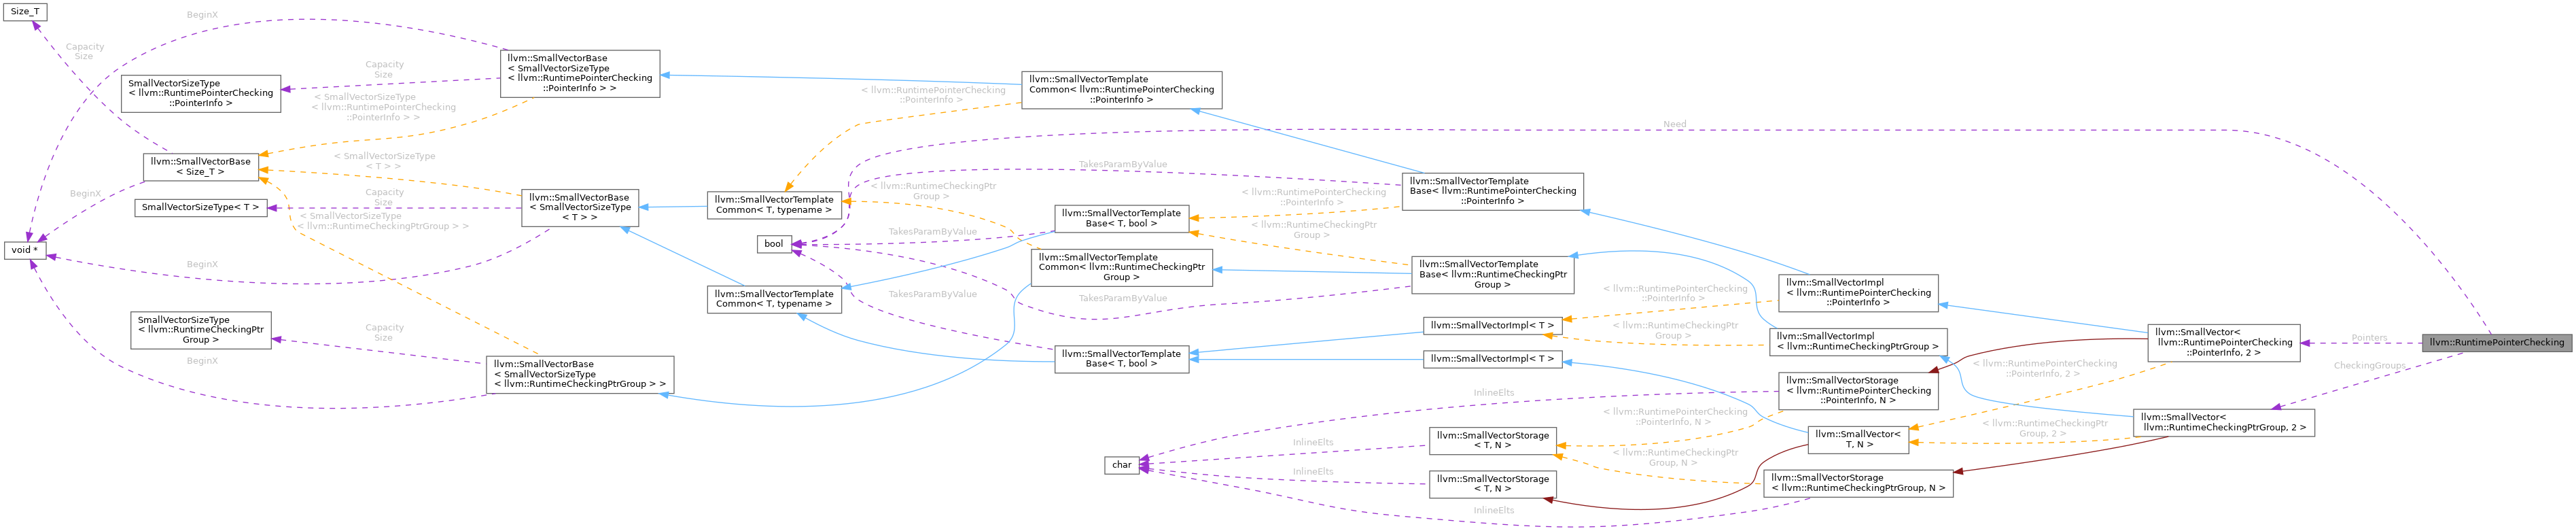 Size_T
BeginX
Capacity
Size
SmallVectorSizeType
< llvm::RuntimePointerChecking
::PointerInfo >
Capacity
Size
llvm::SmallVectorBase
< SmallVectorSizeType
< llvm::RuntimePointerChecking
::PointerInfo > >
< SmallVectorSizeType
< llvm::RuntimePointerChecking
::PointerInfo > >
llvm::SmallVectorBase
< Size_T >
< SmallVectorSizeType
< T > >
BeginX
Capacity
Size
SmallVectorSizeType< T >
llvm::SmallVectorBase
< SmallVectorSizeType
< T > >
< SmallVectorSizeType
< llvm::RuntimeCheckingPtrGroup > >
void *
BeginX
SmallVectorSizeType
< llvm::RuntimeCheckingPtr
Group >
Capacity
Size
BeginX
llvm::SmallVectorBase
< SmallVectorSizeType
< llvm::RuntimeCheckingPtrGroup > >
llvm::SmallVectorTemplate
Common< llvm::RuntimePointerChecking
::PointerInfo >
< llvm::RuntimePointerChecking
::PointerInfo >
llvm::SmallVectorTemplate
Common< T, typename >
< llvm::RuntimeCheckingPtr
Group >
bool
TakesParamByValue
llvm::SmallVectorTemplate
Common< T, typename >
TakesParamByValue
llvm::SmallVectorTemplate
Base< T, bool >
llvm::SmallVectorTemplate
Common< llvm::RuntimeCheckingPtr
Group >
TakesParamByValue
TakesParamByValue
llvm::SmallVectorTemplate
Base< T, bool >
Need
< llvm::RuntimePointerChecking
::PointerInfo >
< llvm::RuntimeCheckingPtr
Group >
llvm::SmallVectorTemplate
Base< llvm::RuntimePointerChecking
::PointerInfo >
llvm::SmallVectorTemplate
Base< llvm::RuntimeCheckingPtr
Group >
llvm::SmallVectorImpl< T >
llvm::SmallVectorImpl< T >
< llvm::RuntimePointerChecking
::PointerInfo >
< llvm::RuntimeCheckingPtr
Group >
llvm::SmallVectorImpl
< llvm::RuntimePointerChecking
::PointerInfo >
llvm::SmallVectorImpl
< llvm::RuntimeCheckingPtrGroup >
llvm::SmallVectorStorage
< llvm::RuntimePointerChecking
::PointerInfo, N >
InlineElts
< llvm::RuntimePointerChecking
::PointerInfo, N >
InlineElts
llvm::SmallVectorStorage
< T, N >
< llvm::RuntimeCheckingPtr
Group, N >
char
InlineElts
llvm::SmallVectorStorage
< T, N >
InlineElts
llvm::SmallVector<
T, N >
llvm::SmallVectorStorage
< llvm::RuntimeCheckingPtrGroup, N >
< llvm::RuntimePointerChecking
::PointerInfo, 2 >
< llvm::RuntimeCheckingPtr
Group, 2 >
llvm::SmallVector<
llvm::RuntimePointerChecking
::PointerInfo, 2 >
llvm::SmallVector<
llvm::RuntimeCheckingPtrGroup, 2 >
Pointers
CheckingGroups
llvm::RuntimePointerChecking